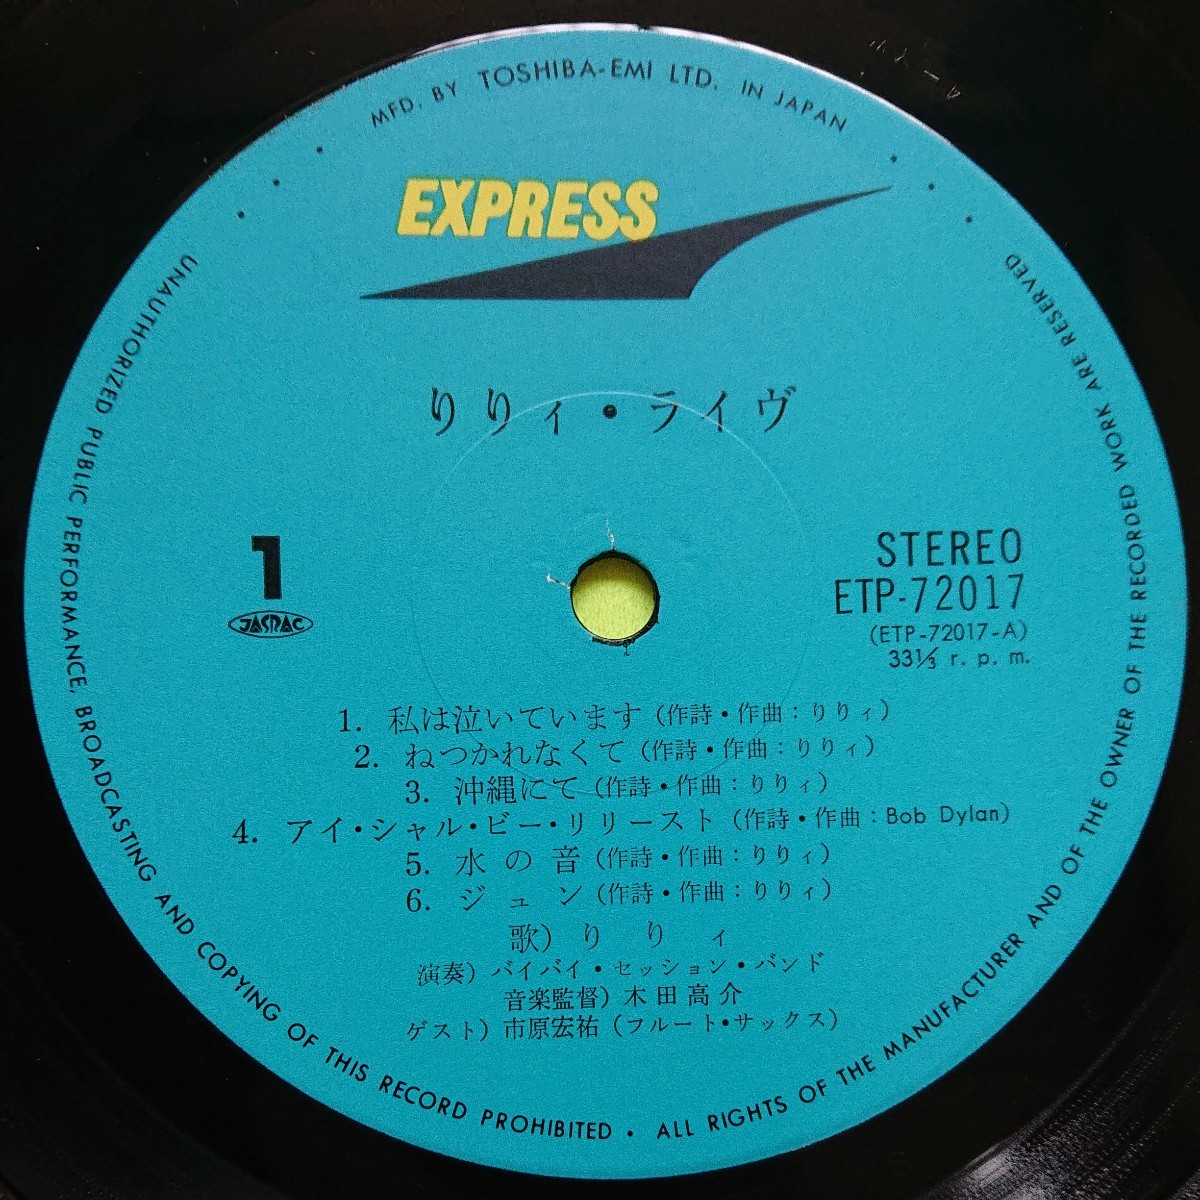 MFD. BY TOSHIBA-EMI LTD. IN JAPAN
EXPRESS
りりィ・ライヴ
1
JASRAC
STEREO
ETP-72017
(ETP-72017-A)
33⅓ r. p. m.
1. 私は泣いています (作詩・作曲：りりィ)
2. ねつかれなくて (作詩・作曲：りりィ)
3. 沖縄にて (作詩・作曲：りりィ)
4. アイ・シャル・ビー・リリースト (作詩・作曲：Bob Dylan)
5. 水の音 (作詩・作曲：りりィ)
6. ジュン (作詩・作曲：りりィ)
歌) りりィ
演奏) バイバイ・セッション・バンド
音楽監督) 木田高介
ゲスト) 市原宏祐 (フルート・サックス)
UNAUTHORIZED PUBLIC PERFORMANCE, BROADCASTING AND COPYING OF THIS RECORD PROHIBITED • ALL RIGHTS OF THE MANUFACTURER AND OF THE OWNER OF THE RECORDED WORK ARE RESERVED